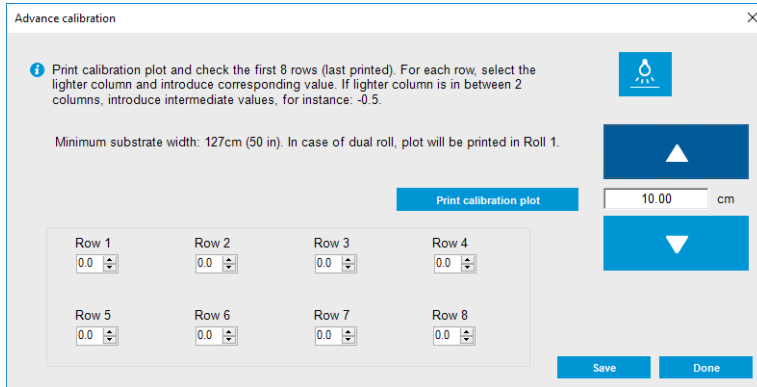 Advance calibration
Print calibration plot and check the first 8 rows (last printed). For each row, select the
lighter column and introduce corresponding value. If lighter column is in between 2
columns, introduce intermediate values, for instance: -0.5.
Minimum substrate width: 127cm (50 in). In case of dual roll, plot will be printed in Roll 1.
Print calibration plot
10.00 cm
Row 1 Row 2 Row 3 Row 4
0.0 0.0 0.0 0.0
Row 5 Row 6 Row 7 Row 8
0.0 0.0 0.0 0.0
Save Done